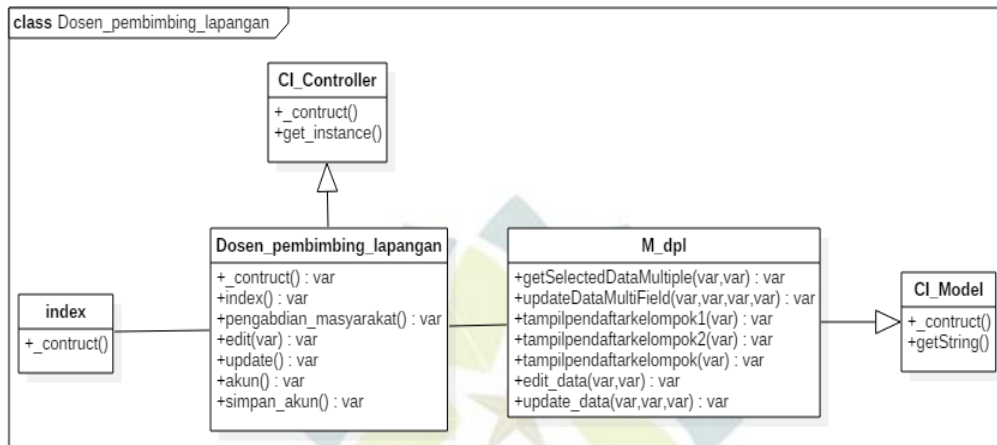 class Dosen_pembimbing_lapangan
CI_Controller
+_contruct()
+get_instance()
Dosen_pembimbing_lapangan
+_contruct() : var
+index() : var
+pengabdian_masyarakat() : var
+edit(var) : var
+update() : var
+akun() : var
+simpan_akun() : var
M_dpl
+getSelectedDataMultiple(var,var) : var
+updateDataMultiField(var,var,var,var) : var
+tampilpendaftarkelompok1(var) : var
+tampilpendaftarkelompok2(var) : var
+tampilpendaftarkelompok(var) : var
+edit_data(var,var) : var
+update_data(var,var,var) : var
CI_Model
+_contruct()
+getString()
index
+_contruct()